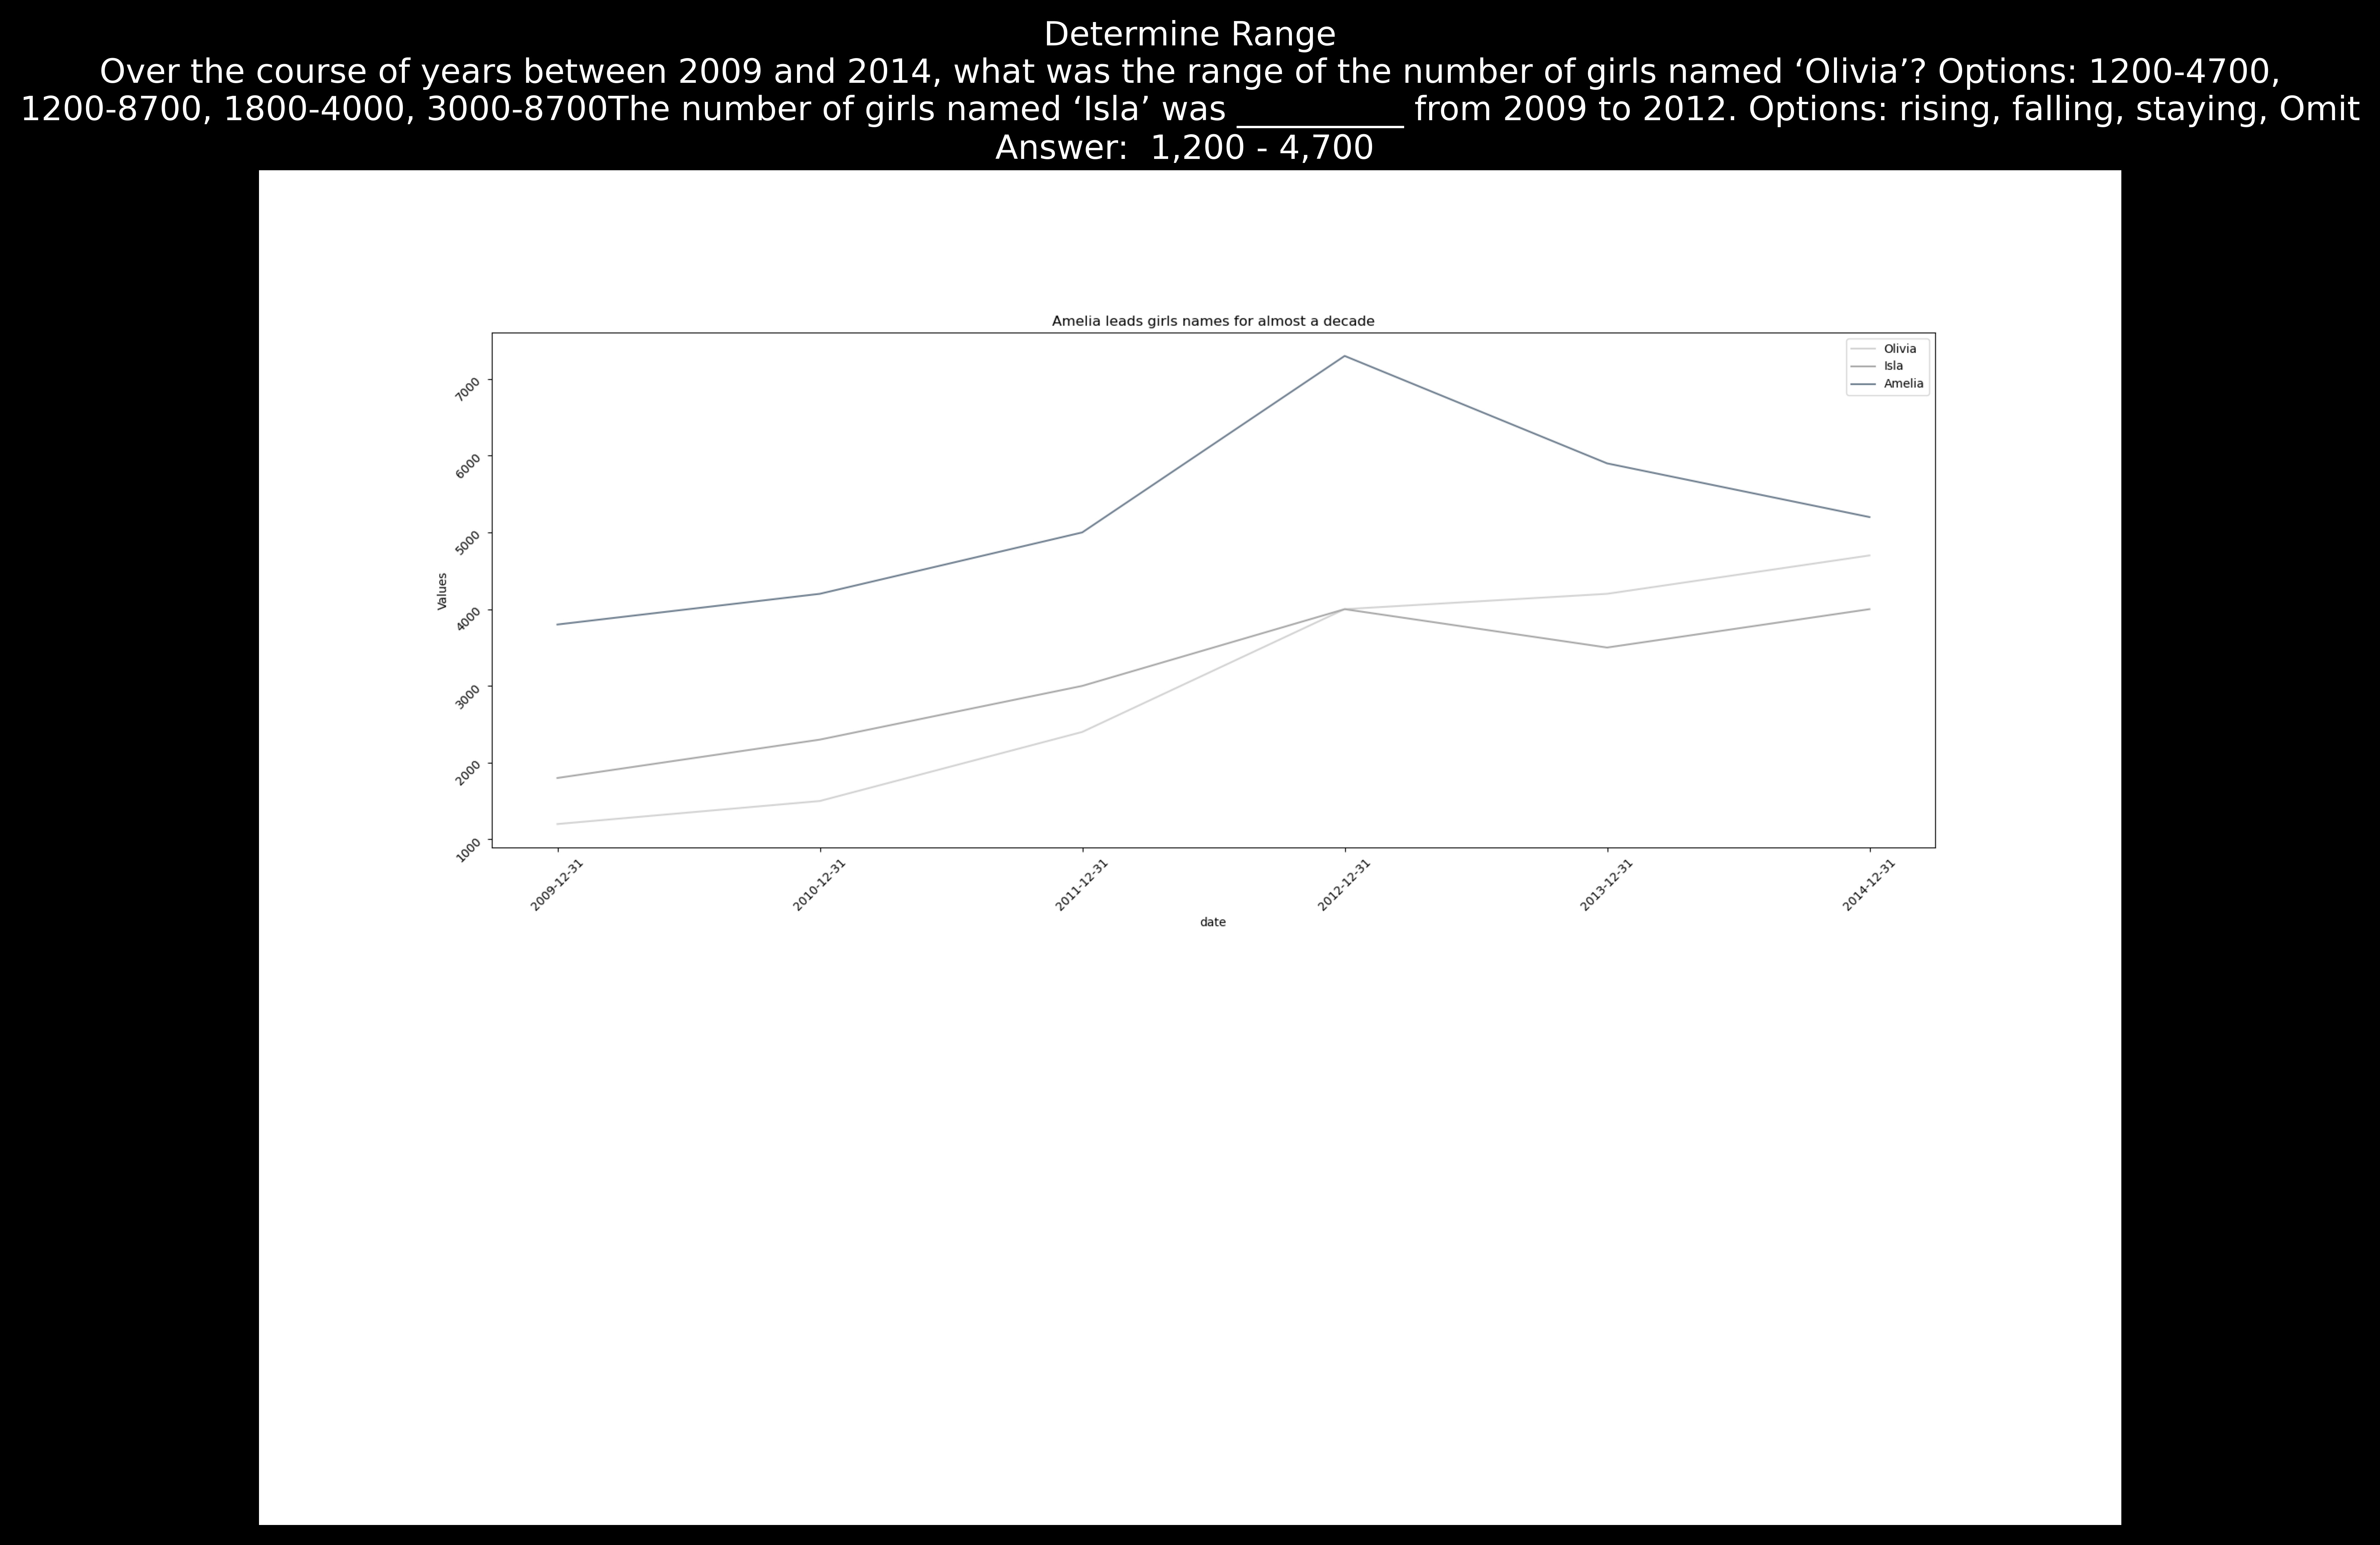 Determine Range
Over the course of years between 2009 and 2014, what was the range of the number of girls named ‘Olivia’? Options: 1200-4700,
1200-8700, 1800-4000, 3000-8700The number of girls named ‘Isla’ was __________ from 2009 to 2012. Options: rising, falling, staying, Omit
Answer:  1,200 - 4,700
Amelia leads girls names for almost a decade
Olivia
Isla
Amelia
7000
6000
5000
4000
3000
2000
1000
Values
2009-12-31
2010-12-31
2011-12-31
2012-12-31
2013-12-31
2014-12-31
date